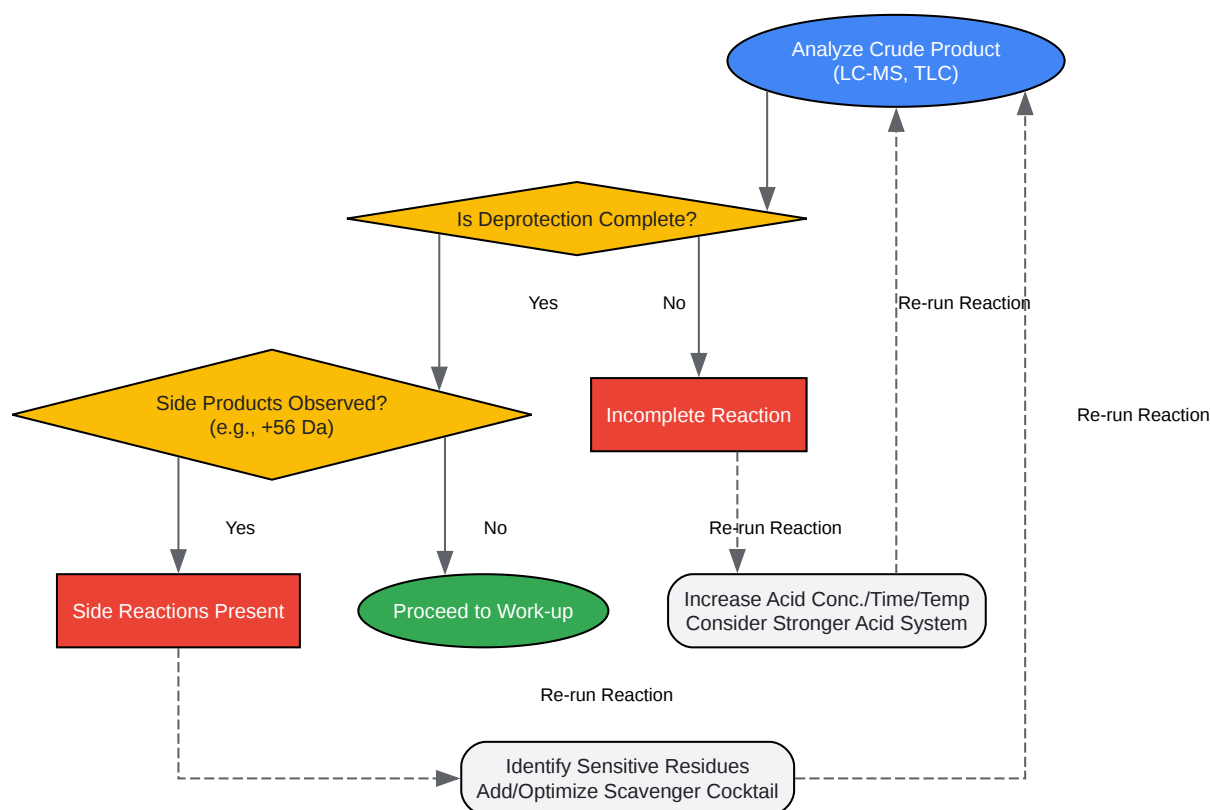 Analyze Crude Product
(LC-MS, TLC)
Is Deprotection Complete?
Yes
No
Re-run Reaction
Side Products Observed?
(e.g., +56 Da)
Incomplete Reaction
Re-run Reaction
Yes
No
Re-run Reaction
Side Reactions Present
Proceed to Work-up
Increase Acid Conc./Time/Temp
Consider Stronger Acid System
Re-run Reaction
Identify Sensitive Residues
Add/Optimize Scavenger Cocktail